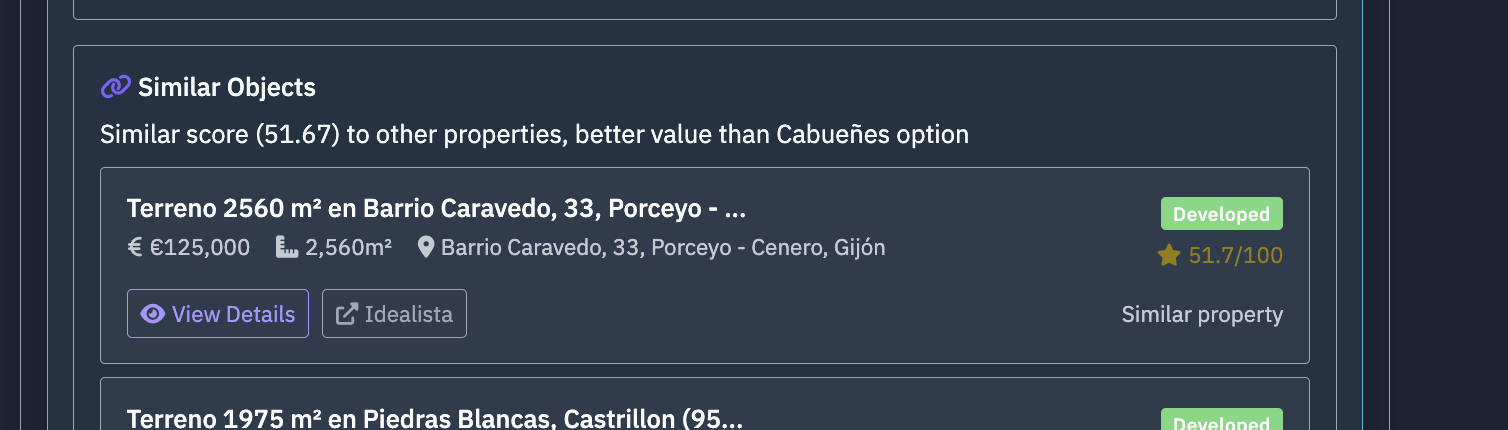 Similar Objects
Similar score (51.67) to other properties, better value than Cabueñes option
Terreno 2560 m² en Barrio Caravedo, 33, Porceyo - ...
Developed
€ €125,000 2,560m² Barrio Caravedo, 33, Porceyo - Cenero, Gijón
51.7/100
View Details
Idealista
Similar property
Terreno 1975 m² en Piedras Blancas, Castrillon (95...
Developed